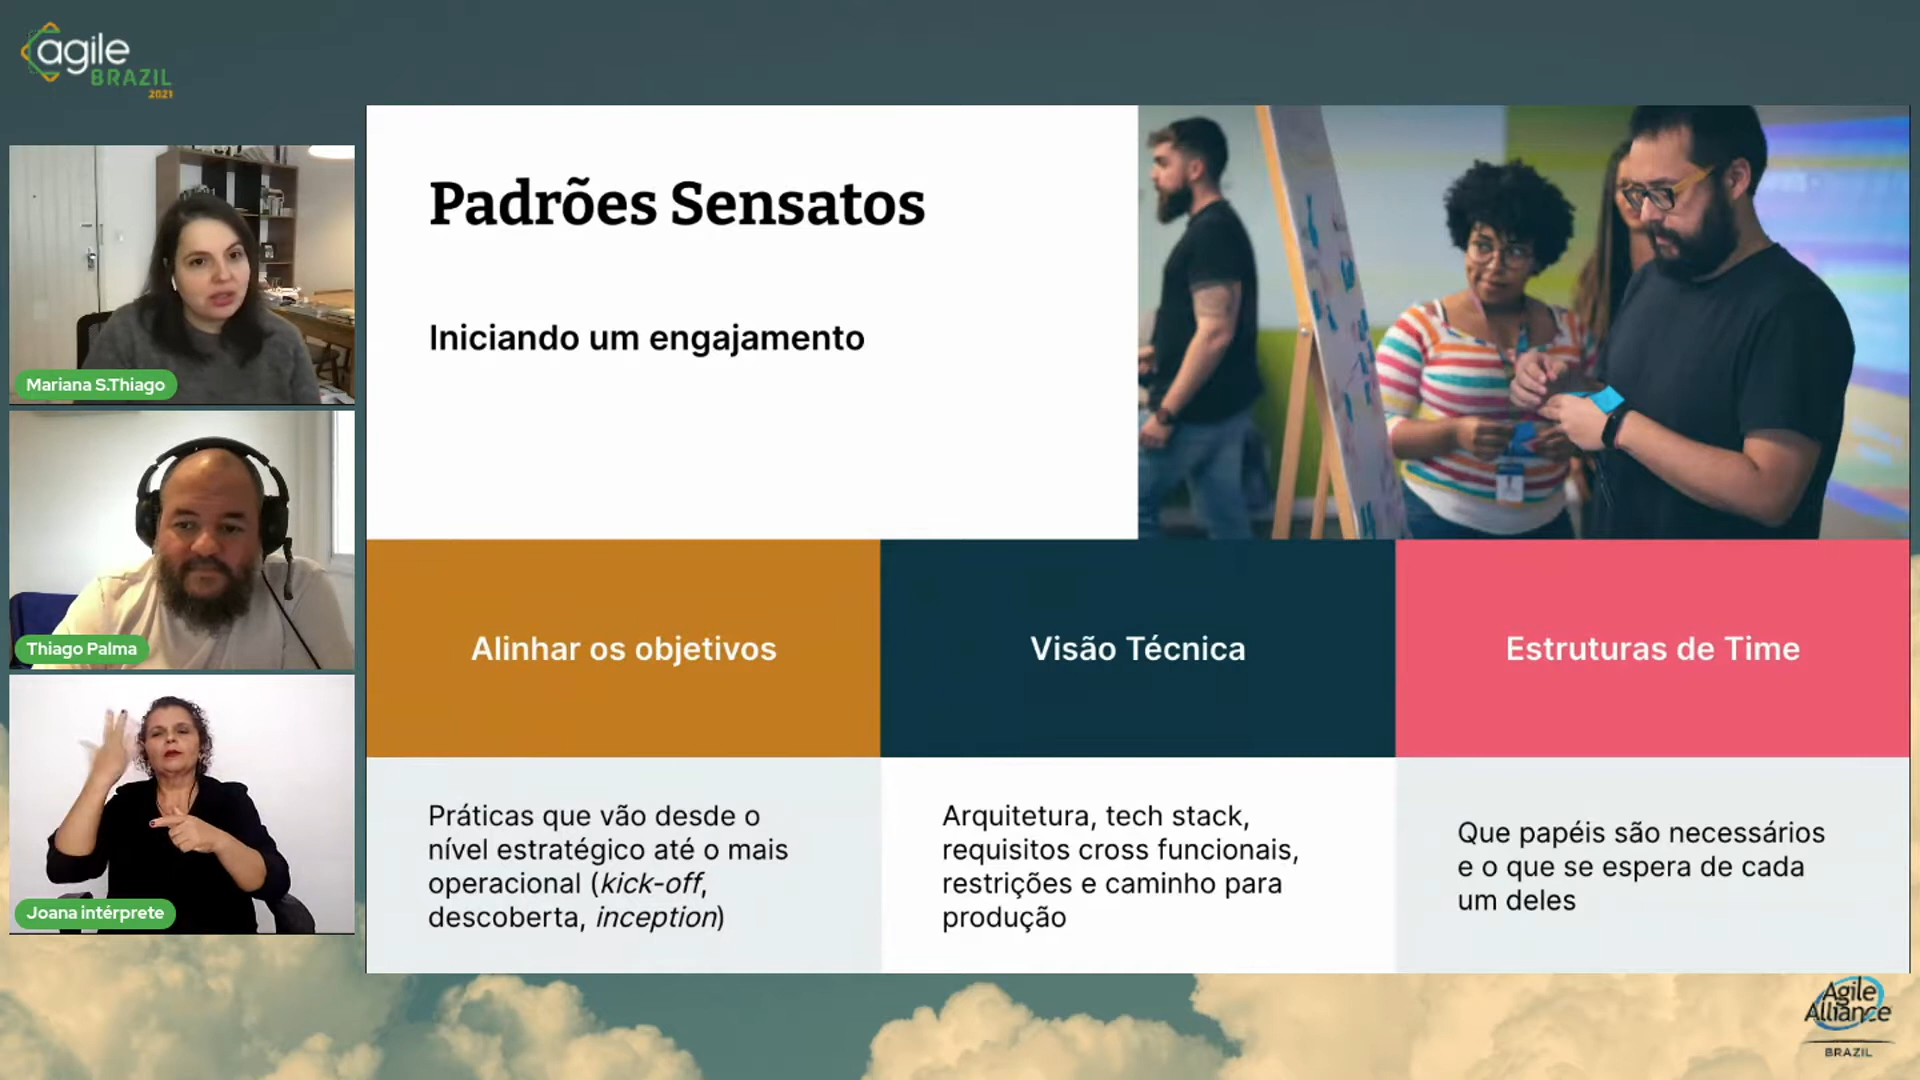 agile
BRAZIL
2021
Mariana S.Thiago
Thiago Palma
Joana intérprete
Padrões Sensatos
Iniciando um engajamento
Alinhar os objetivos
Visão Técnica
Estruturas de Time
Práticas que vão desde o
nível estratégico até o mais
operacional (kick-off,
descoberta, inception)
Arquitetura, tech stack,
requisitos cross funcionais,
restrições e caminho para
produção
Que papéis são necessários
e o que se espera de cada
um deles
Agile
Alliance
BRAZIL